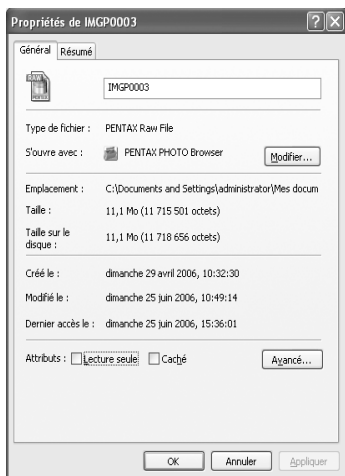 Propriétés de IMGP0003
Général Résumé
RAW
PENTAX
IMGP0003
Type de fichier : PENTAX Raw File
S'ouvre avec : PENTAX PHOTO Browser Modifier...
Emplacement : C:\Documents and Settings\administrator\Mes docum
Taille : 11,1 Mo (11 715 501 octets)
Taille sur le
disque : 11,1 Mo (11 718 656 octets)
Créé le : dimanche 29 avril 2006, 10:32:30
Modifié le : dimanche 25 juin 2006, 10:49:14
Dernier accès le : dimanche 25 juin 2006, 15:36:01
Attributs : Lecture seule Caché Avancé...
OK Annuler Appliquer